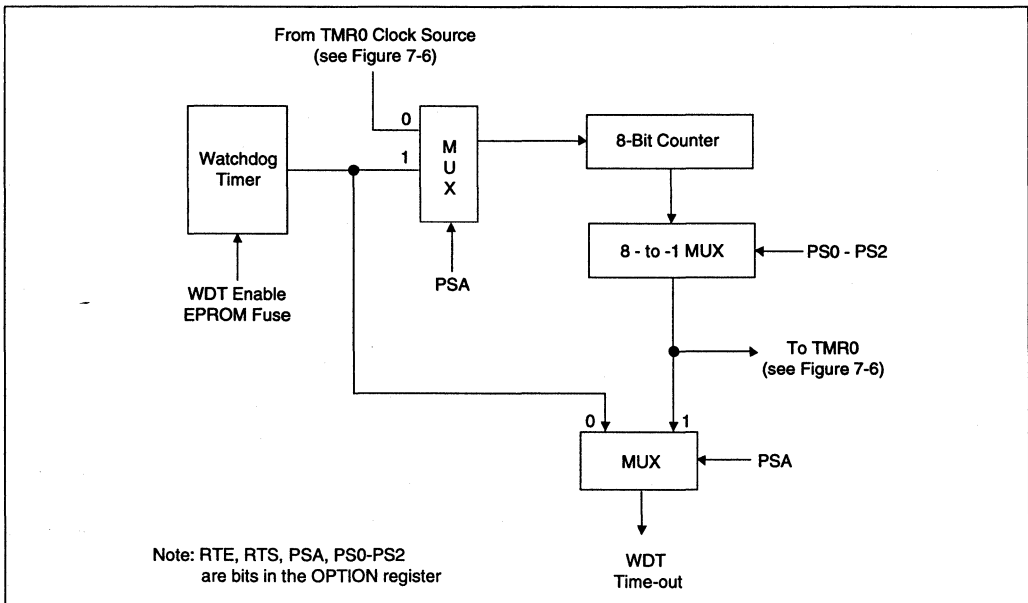 From TMR0 Clock Source
(see Figure 7-6)
0
1
M
U
X
8-Bit Counter
Watchdog
Timer
8 - to -1 MUX
PS0 - PS2
PSA
WDT Enable
EPROM Fuse
To TMR0
(see Figure 7-6)
0
1
MUX
PSA
Note: RTE, RTS, PSA, PS0-PS2
are bits in the OPTION register
WDT
Time-out